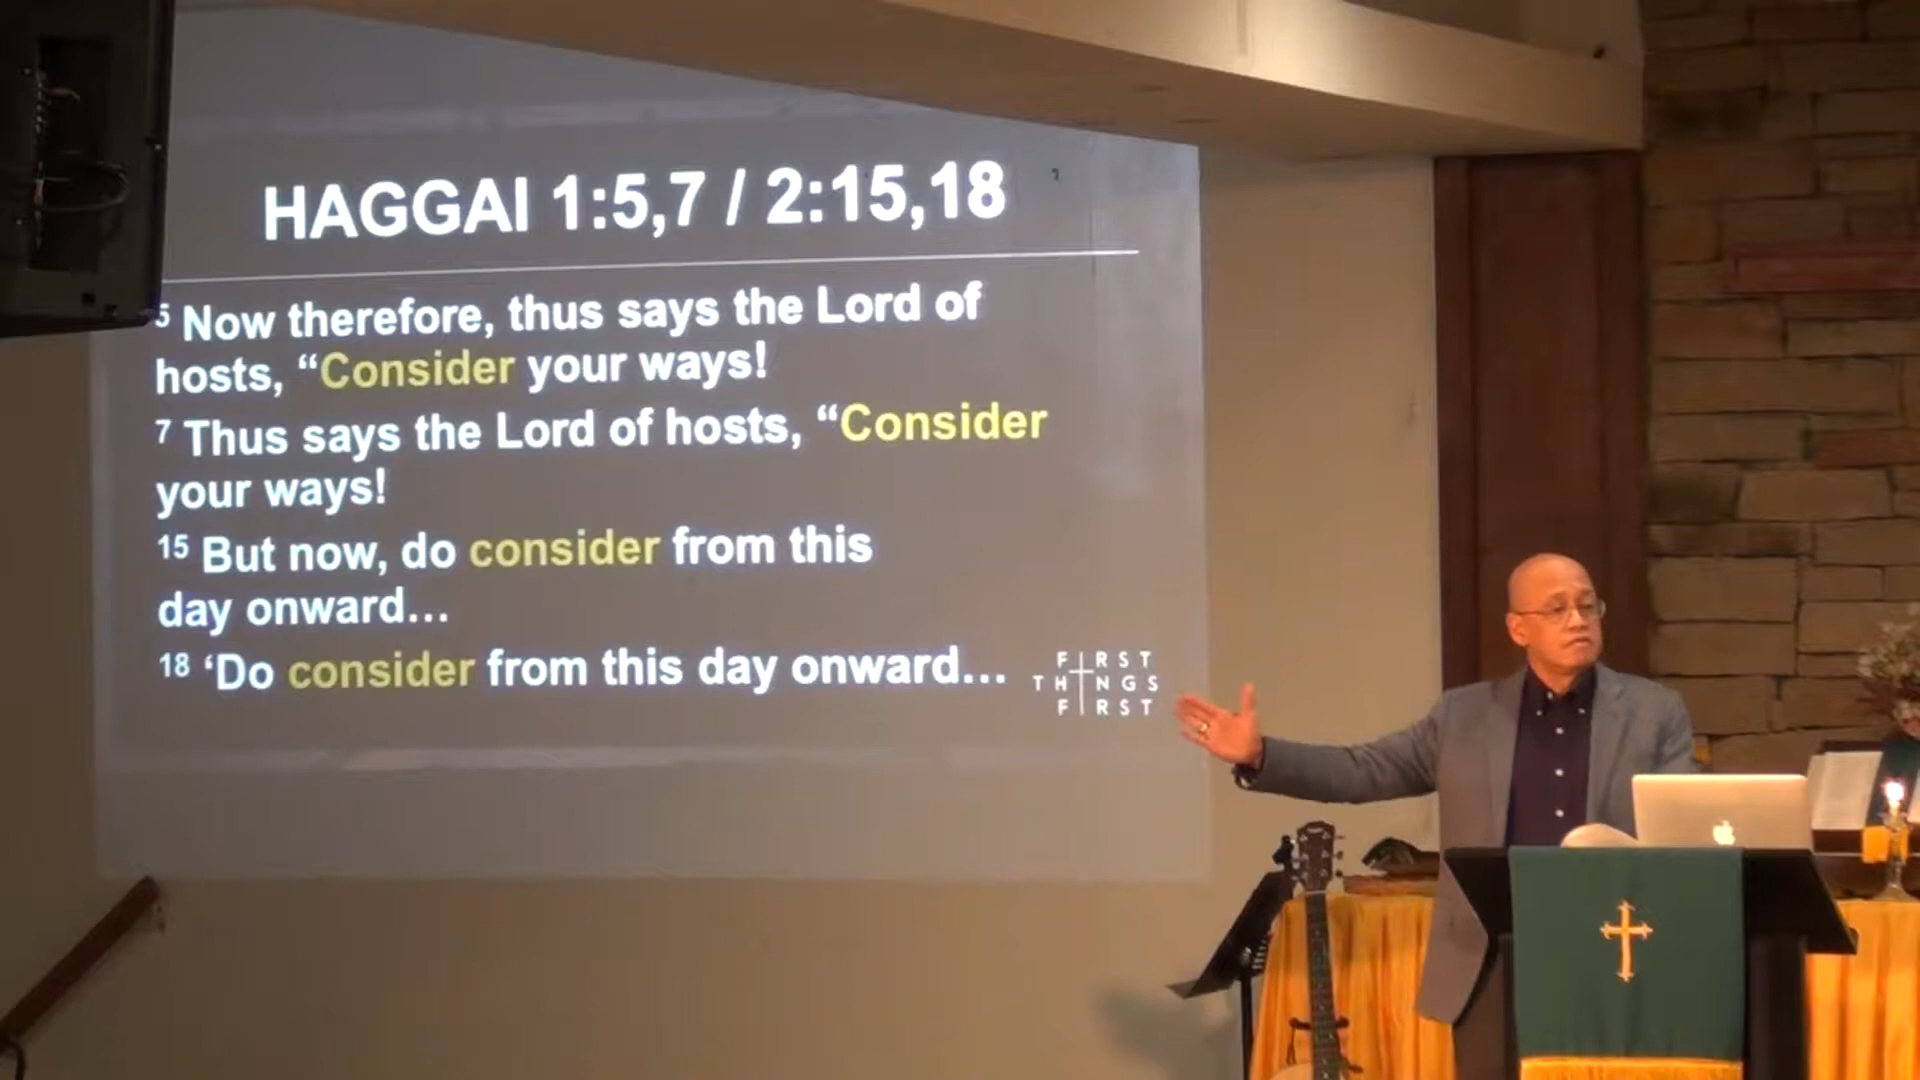 HAGGAI 1:5,7 / 2:15,18
5 Now therefore, thus says the Lord of
hosts, “Consider your ways!
7 Thus says the Lord of hosts, “Consider
your ways!
15 But now, do consider from this
day onward…
18 ‘Do consider from this day onward…
FIRST
THINGS
FIRST